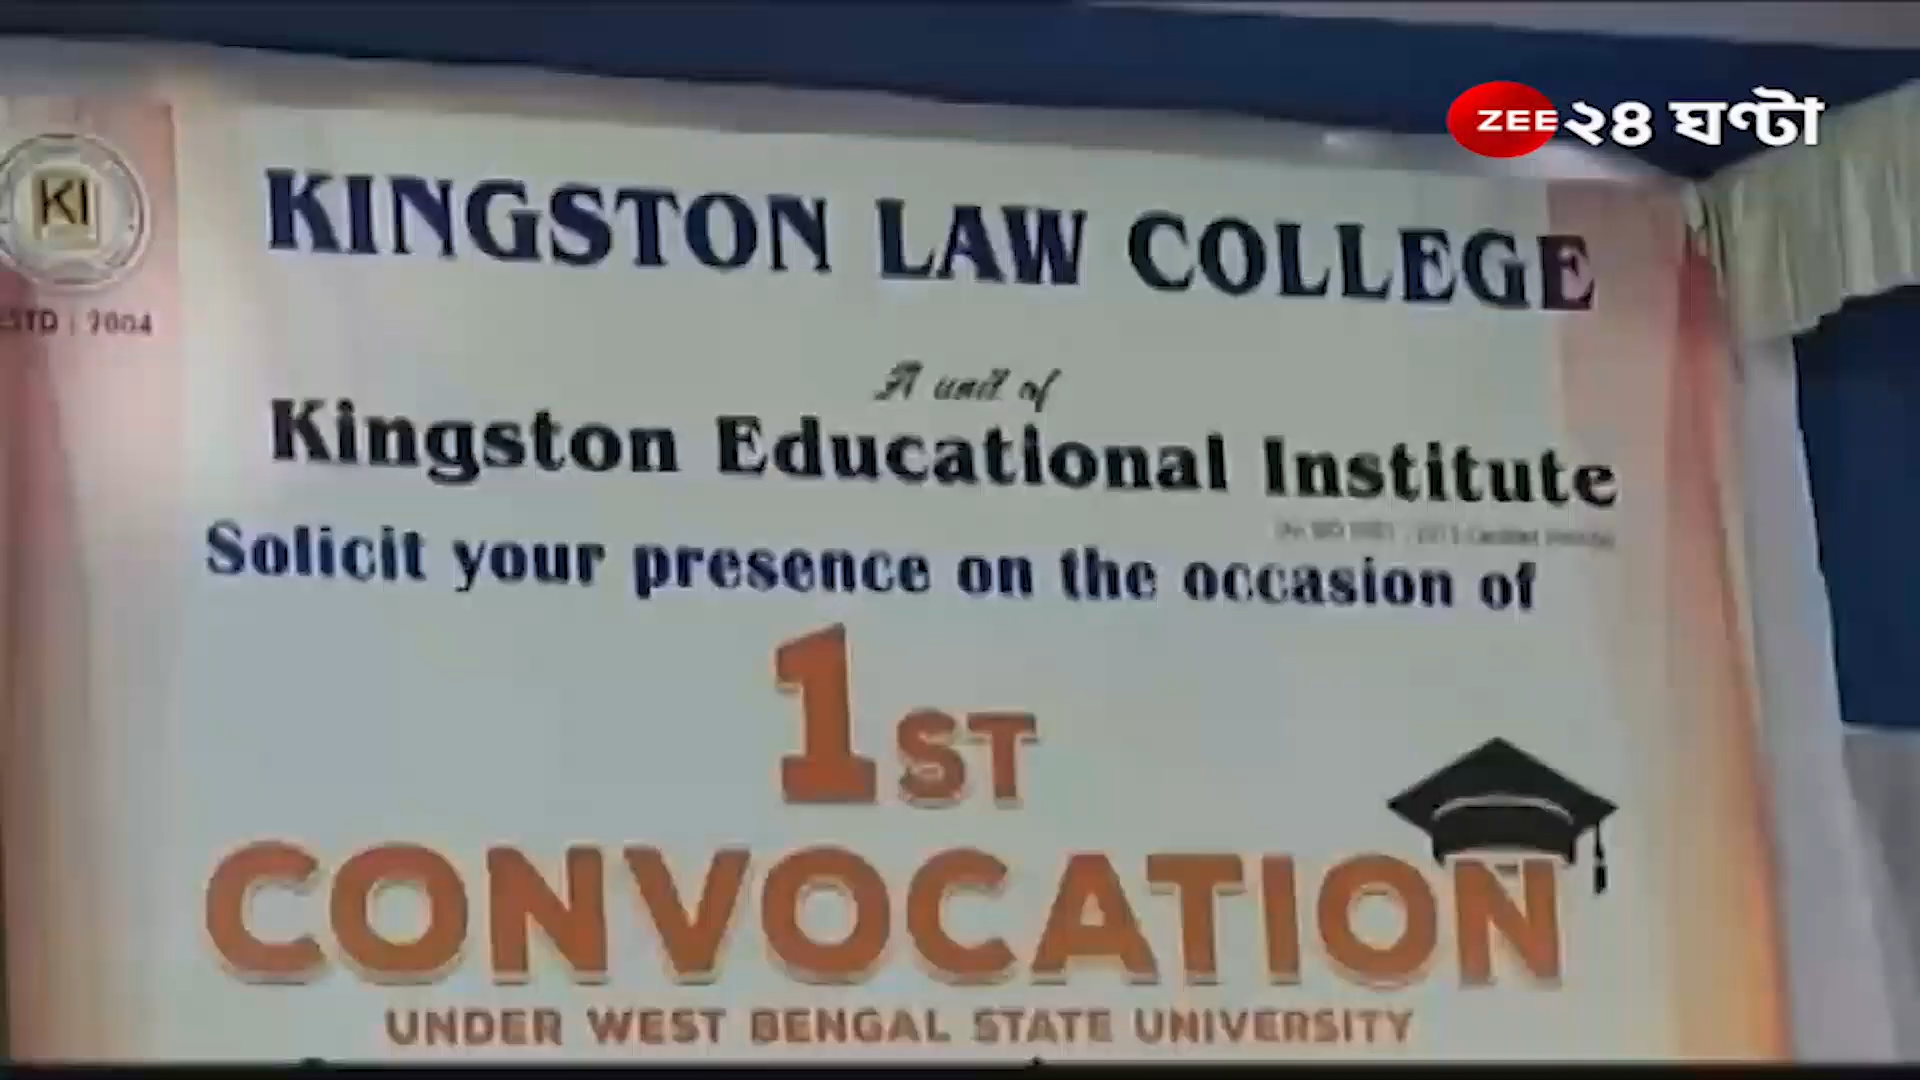 ZEE ২৪ ঘণ্টা
KI
ESTD : 2004
KINGSTON LAW COLLEGE
A unit of
Kingston Educational Institute
Solicit your presence on the occasion of
1ST
CONVOCATION
UNDER WEST BENGAL STATE UNIVERSITY